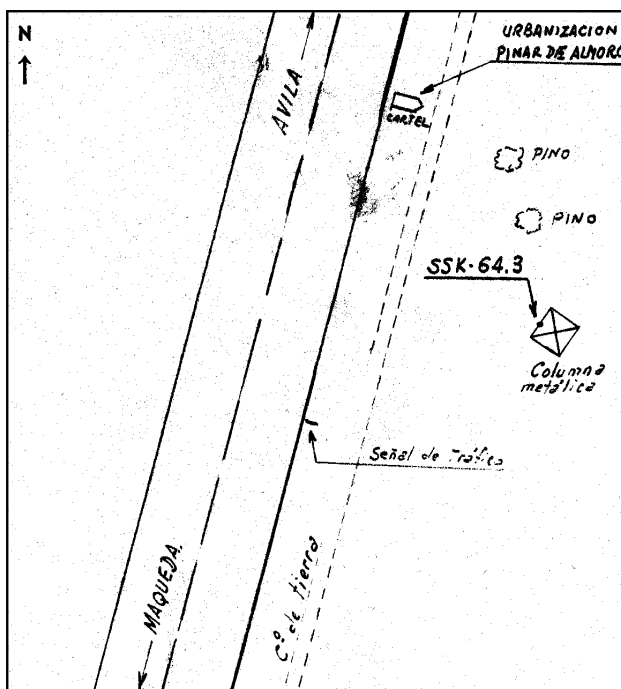 N
URBANIZACION
PINAR DE ALMORO
AVILA
CARTEL
PINO
PINO
SSK-64.3
Columna
metálica
Señal de Tráfico
MAQUEDA.
Cº de tierra